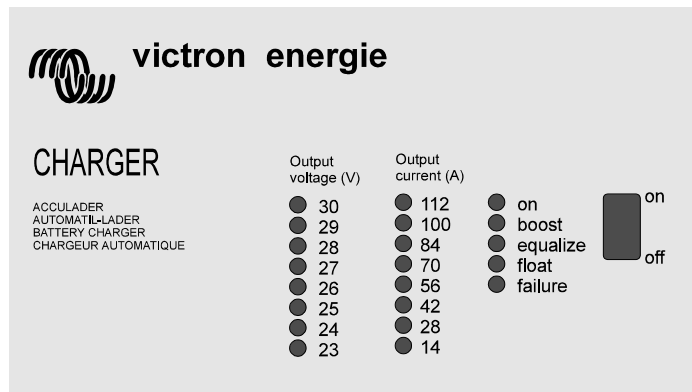 victron energie
CHARGER
ACCULADER
AUTOMATIL-LADER
BATTERY CHARGER
CHARGEUR AUTOMATIQUE
Output
voltage (V)
30
29
28
27
26
25
24
23
Output
current (A)
112
100
84
70
56
42
28
14
on
boost
equalize
float
failure
on
off